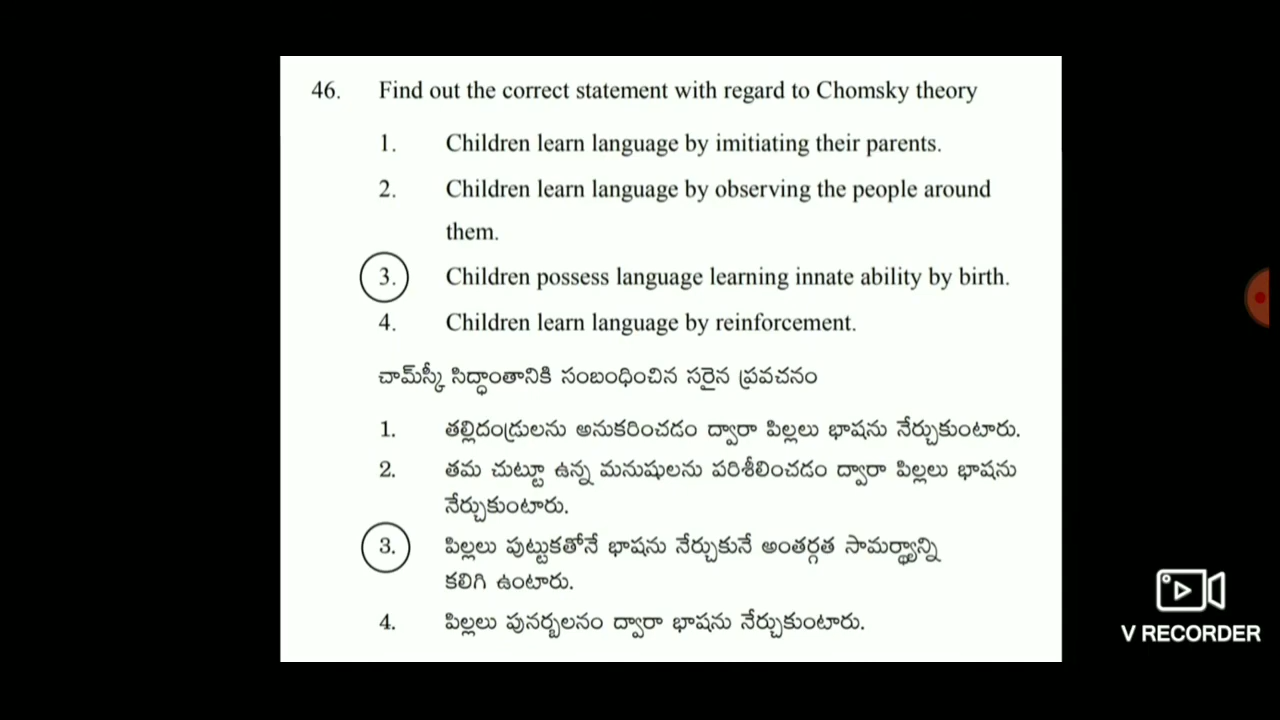 46. Find out the correct statement with regard to Chomsky theory
1. Children learn language by imitiating their parents.
2. Children learn language by observing the people around
them.
3. Children possess language learning innate ability by birth.
4. Children learn language by reinforcement.
చామ్‌స్కీ సిద్ధాంతానికి సంబంధించిన సరైన ప్రవచనం
1. తల్లిదండ్రులను అనుకరించడం ద్వారా పిల్లలు భాషను నేర్చుకుంటారు.
2. తమ చుట్టూ ఉన్న మనుషులను పరిశీలించడం ద్వారా పిల్లలు భాషను
నేర్చుకుంటారు.
3. పిల్లలు పుట్టుకతోనే భాషను నేర్చుకునే అంతర్గత సామర్థ్యాన్ని
కలిగి ఉంటారు.
4. పిల్లలు పునర్బలనం ద్వారా భాషను నేర్చుకుంటారు.
V RECORDER